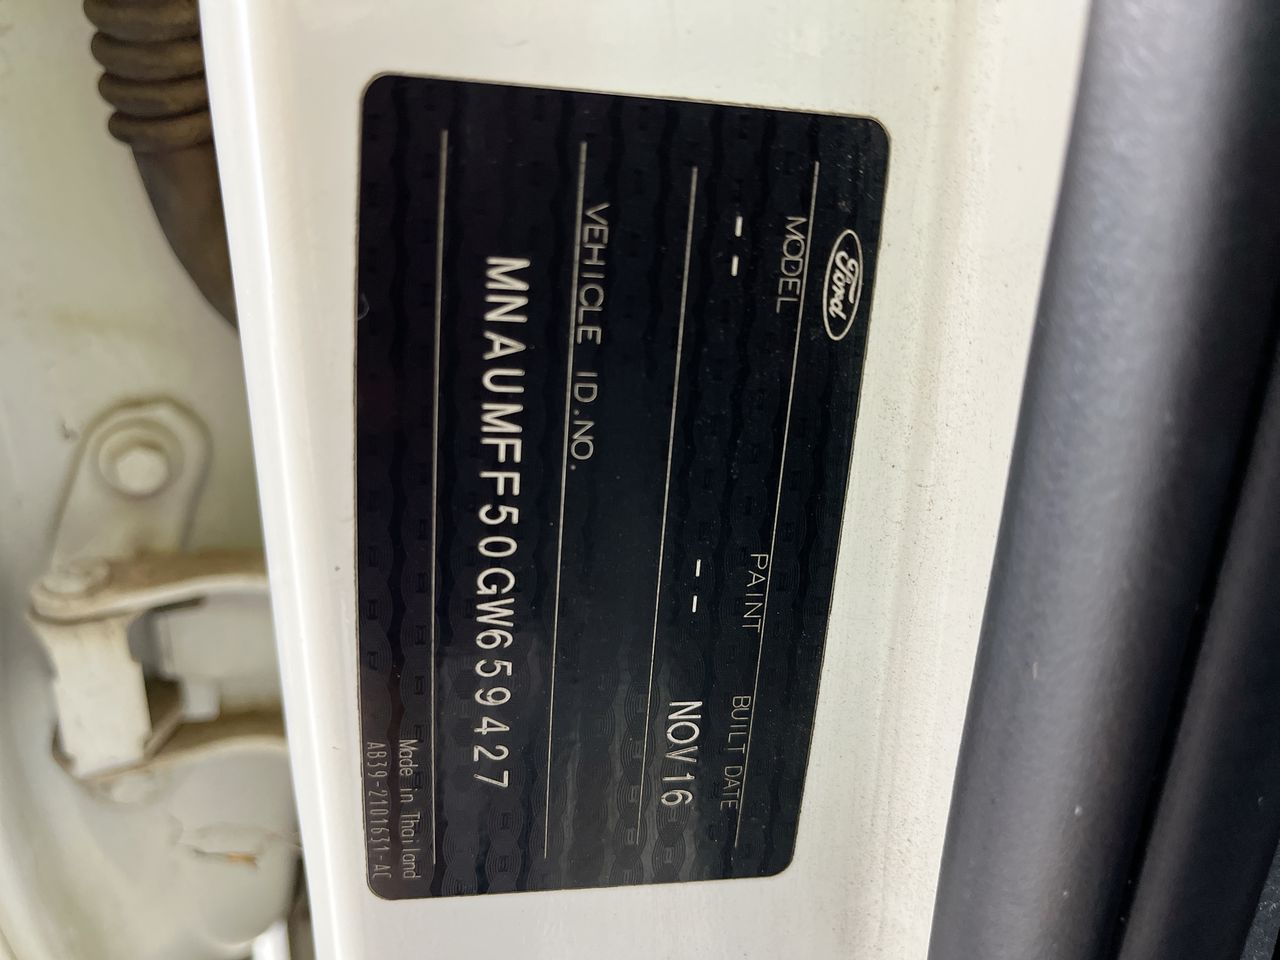 Ford
MODEL PAINT BUILT DATE
-- -- NOV16
VEHICLE ID.NO.
MNAUMFF50GW659427
Made in Thailand
AB39-2101631-AC